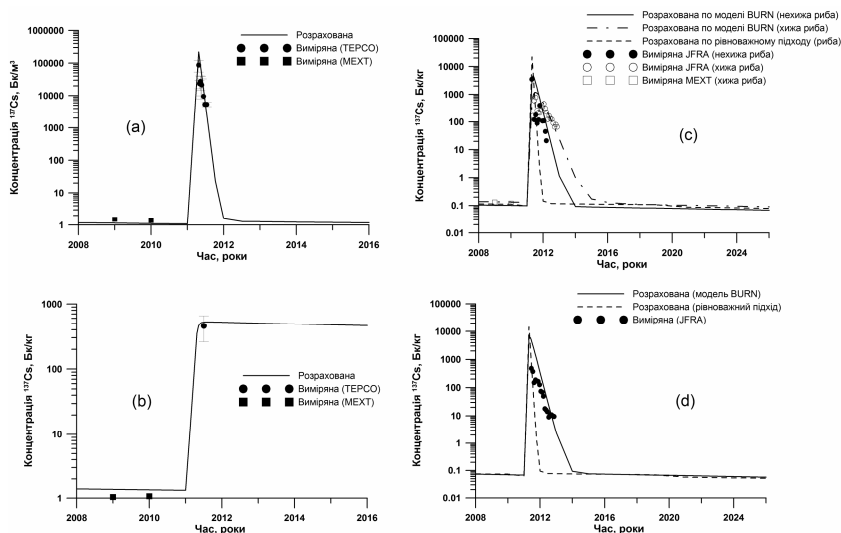 Розрахована
Виміряна (TEPCO)
Виміряна (MEXT)
1000000
100000
10000
1000
100
10
1
Концентрація ¹³⁷Cs, Бк/м³
(a)
2008
2010
2012
2014
2016
Час, роки
Розрахована по моделі BURN (нехижа риба)
Розрахована по моделі BURN (хижа риба)
Розрахована по рівноважному підходу (риба)
Виміряна JFRA (нехижа риба)
Виміряна JFRA (хижа риба)
Виміряна MEXT (хижа риба)
100000
10000
1000
100
10
1
0.1
0.01
Концентрація ¹³⁷Cs, Бк/кг
(c)
2008
2012
2016
2020
2024
Час, роки
1000
100
10
1
Концентрація ¹³⁷Cs, Бк/кг
Розрахована
Виміряна (TEPCO)
Виміряна (MEXT)
(b)
2008
2010
2012
2014
2016
Час, роки
Розрахована (модель BURN)
Розрахована (рівноважний підхід)
Виміряна (JFRA)
100000
10000
1000
100
10
1
0.1
0.01
Концентрація ¹³⁷Cs, Бк/кг
(d)
2008
2012
2016
2020
2024
Час, роки